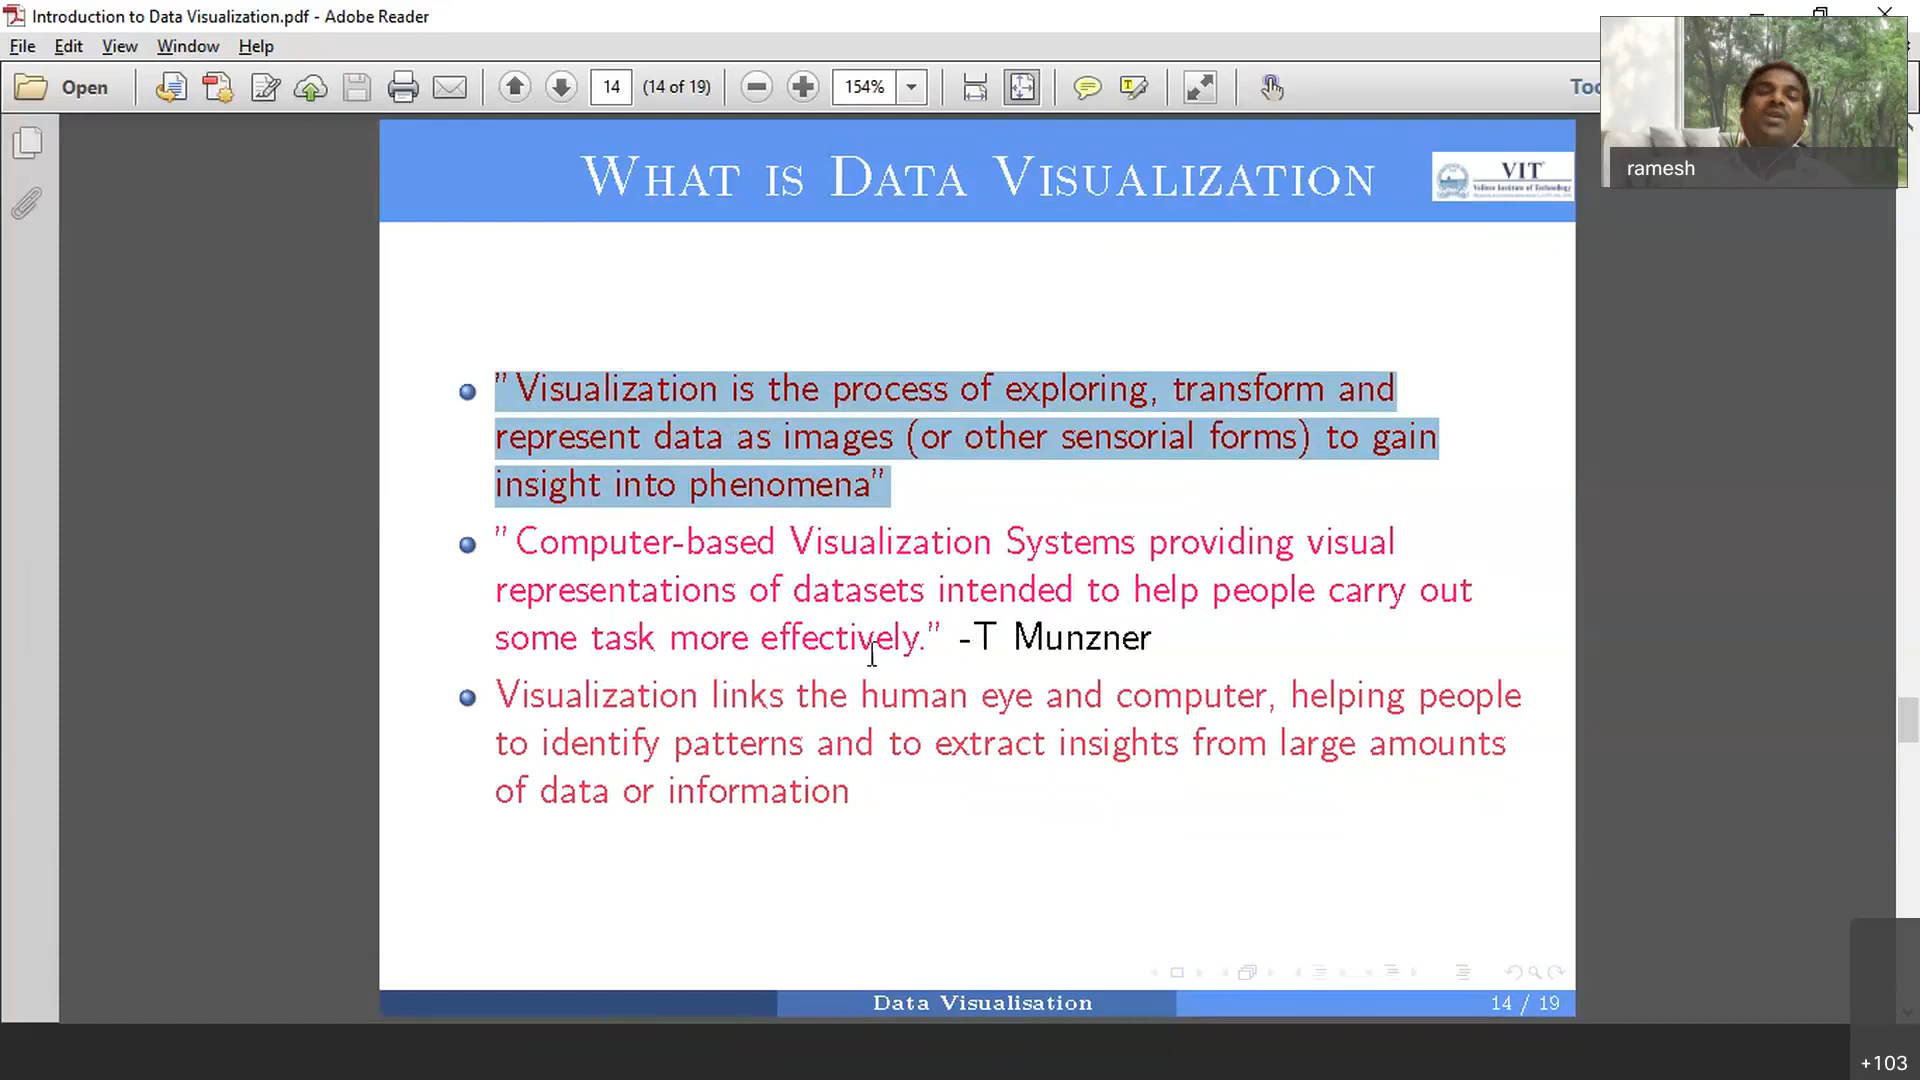 Introduction to Data Visualization.pdf - Adobe Reader
File Edit View Window Help
Open 14 (14 of 19) 154%
ramesh
WHAT IS DATA VISUALIZATION
VIT
Vellore Institute of Technology
"Visualization is the process of exploring, transform and
represent data as images (or other sensorial forms) to gain
insight into phenomena"
"Computer-based Visualization Systems providing visual
representations of datasets intended to help people carry out
some task more effectively." -T Munzner
Visualization links the human eye and computer, helping people
to identify patterns and to extract insights from large amounts
of data or information
Data Visualisation 14 / 19
+103